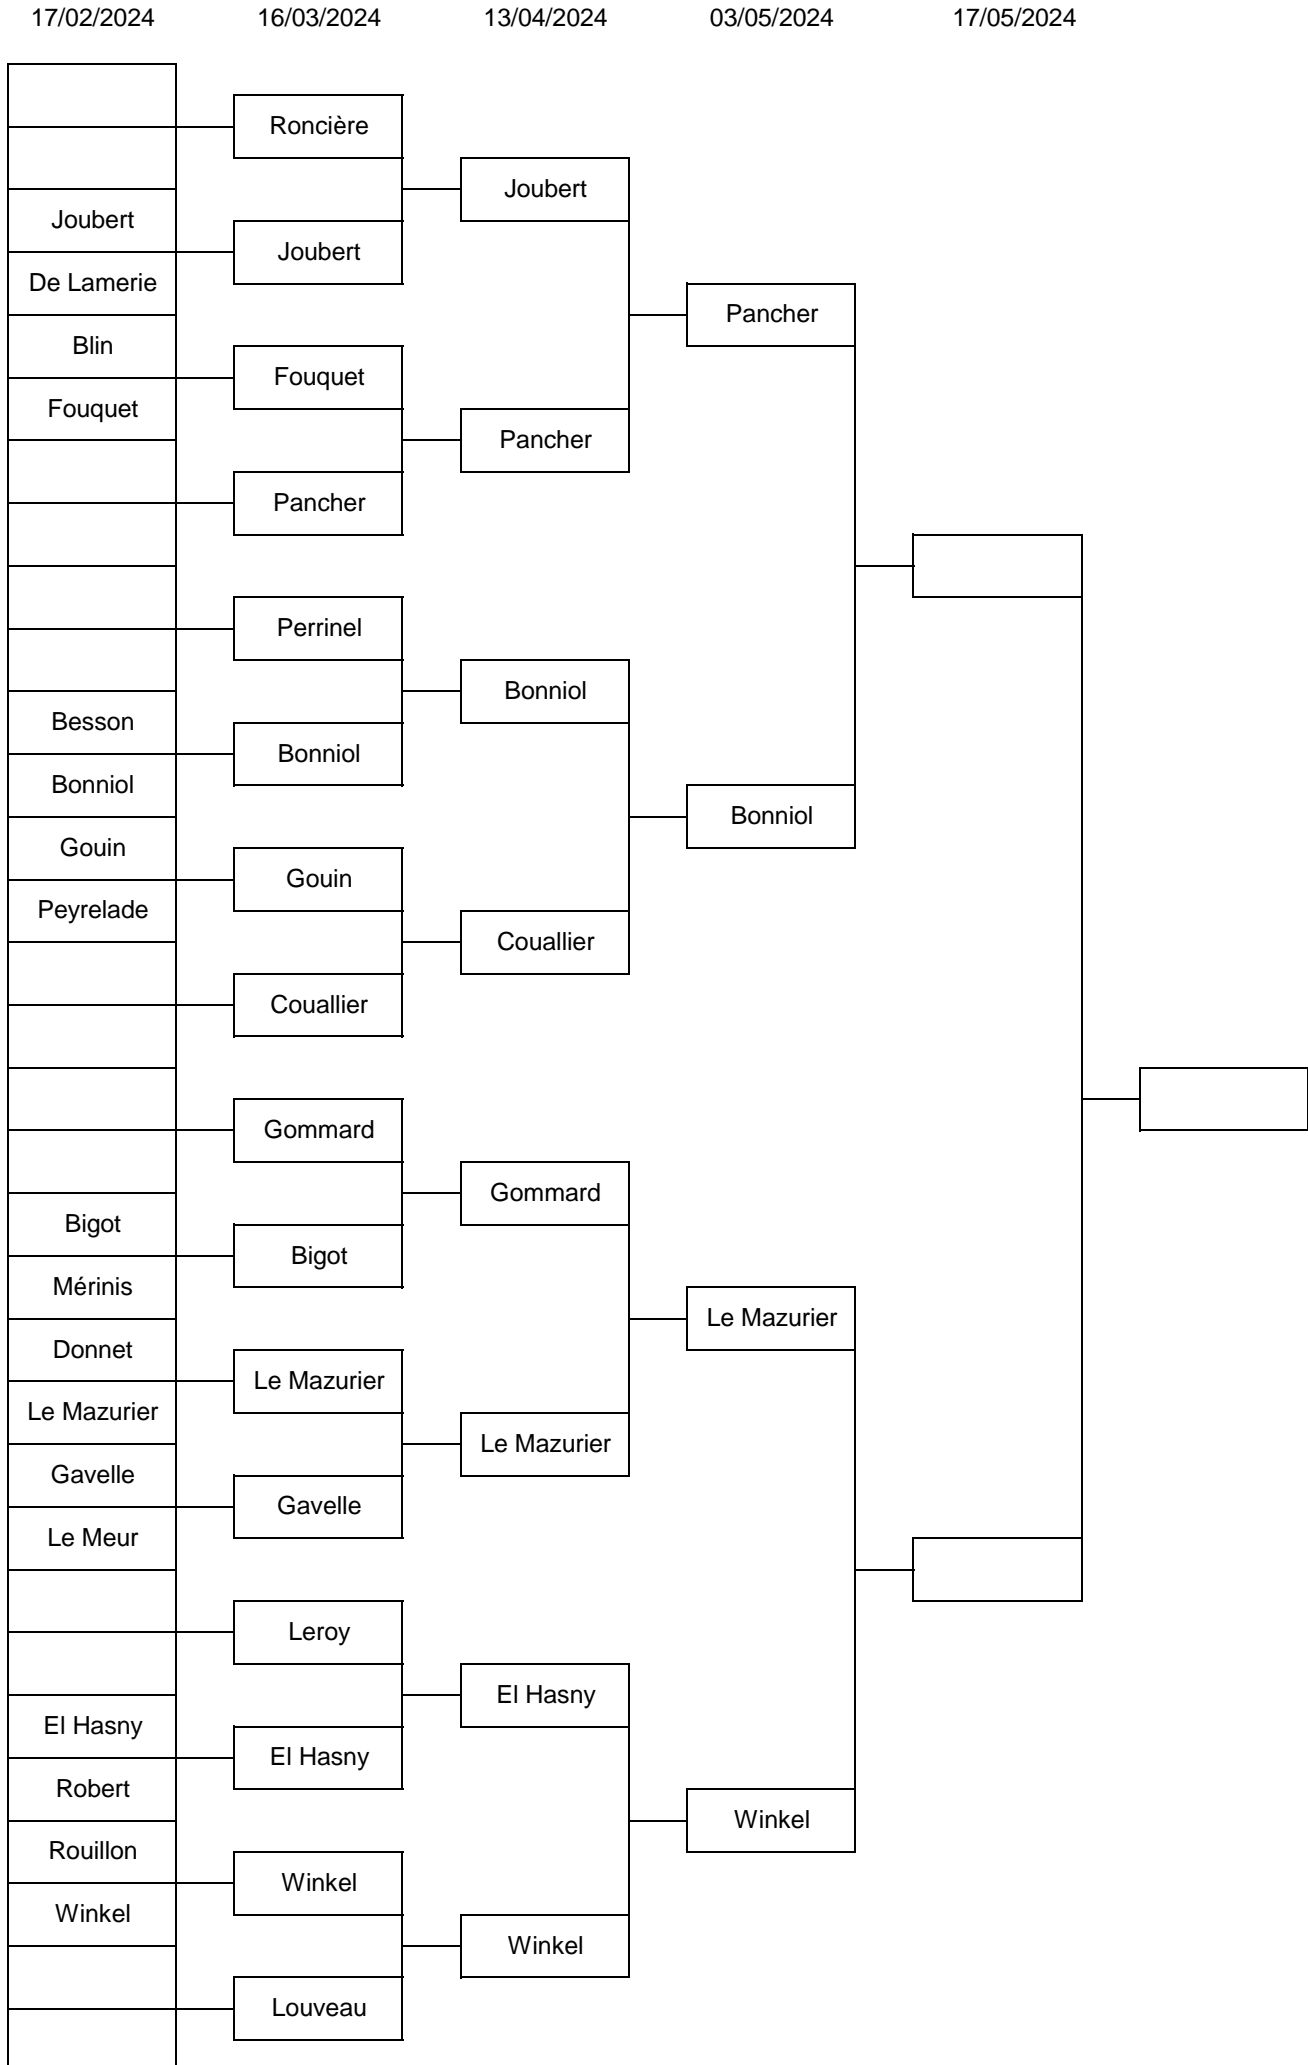 17/02/2024 16/03/2024 13/04/2024 03/05/2024 17/05/2024
Roncière
Joubert
Joubert
Joubert
De Lamerie
Pancher
Blin
Fouquet
Fouquet
Pancher
Pancher
Perrinel
Bonniol
Besson
Bonniol
Bonniol
Bonniol
Gouin
Gouin
Peyrelade
Couallier
Couallier
Gommard
Gommard
Bigot
Bigot
Mérinis
Le Mazurier
Donnet
Le Mazurier
Le Mazurier
Le Mazurier
Gavelle
Gavelle
Le Meur
Leroy
El Hasny
El Hasny
El Hasny
Robert
Winkel
Rouillon
Winkel
Winkel
Winkel
Louveau